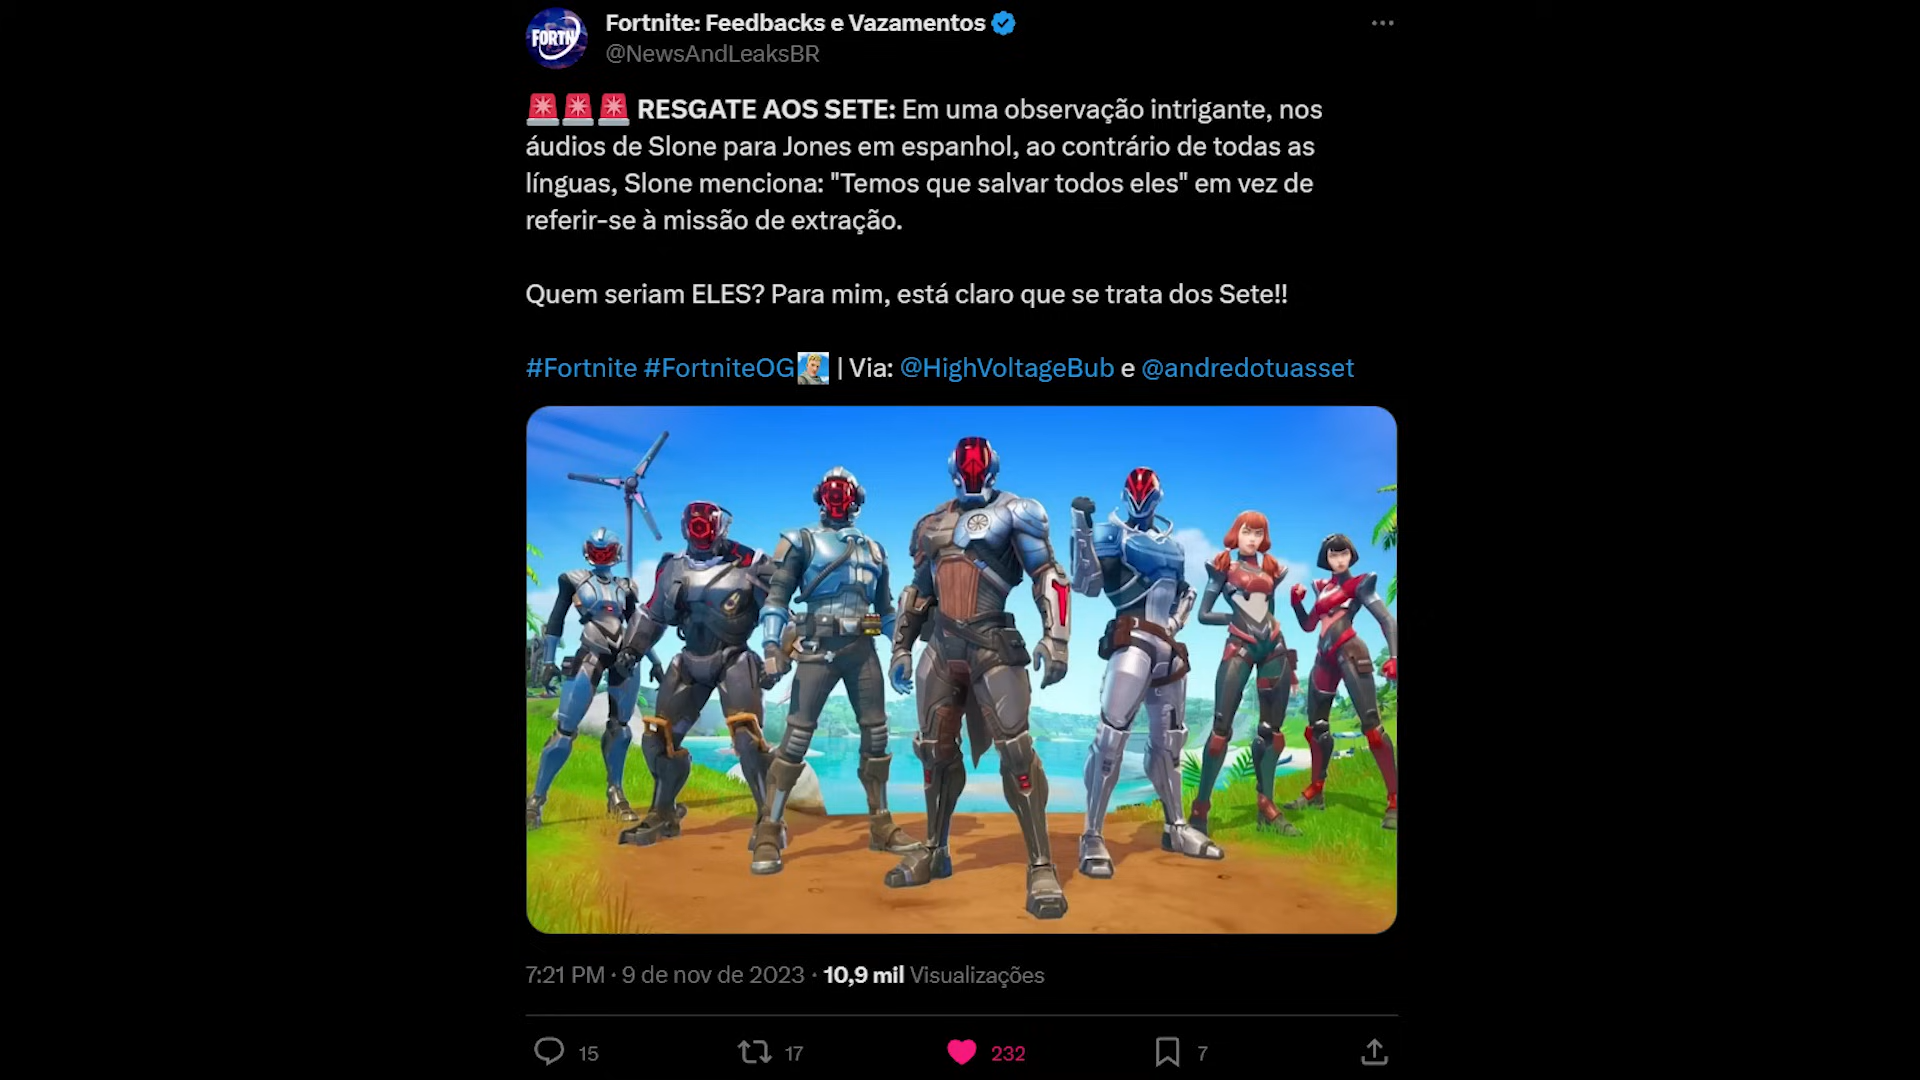 FORTN
Fortnite: Feedbacks e Vazamentos
@NewsAndLeaksBR
🚨🚨🚨 RESGATE AOS SETE: Em uma observação intrigante, nos
áudios de Slone para Jones em espanhol, ao contrário de todas as
línguas, Slone menciona: "Temos que salvar todos eles" em vez de
referir-se à missão de extração.
Quem seriam ELES? Para mim, está claro que se trata dos Sete!!
#Fortnite #FortniteOG | Via: @HighVoltageBub e @andredotuasset
7:21 PM · 9 de nov de 2023 · 10,9 mil Visualizações
15 17 232 7